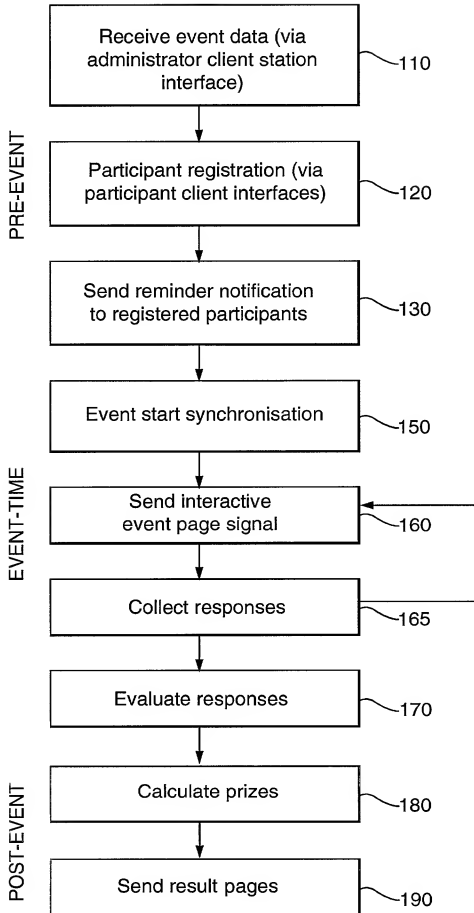 Receive event data (via
administrator client station
interface)
110
PRE-EVENT
Participant registration (via
participant client interfaces)
120
Send reminder notification
to registered participants
130
Event start synchronisation
150
EVENT-TIME
Send interactive
event page signal
160
Collect responses
165
Evaluate responses
170
POST-EVENT
Calculate prizes
180
Send result pages
190